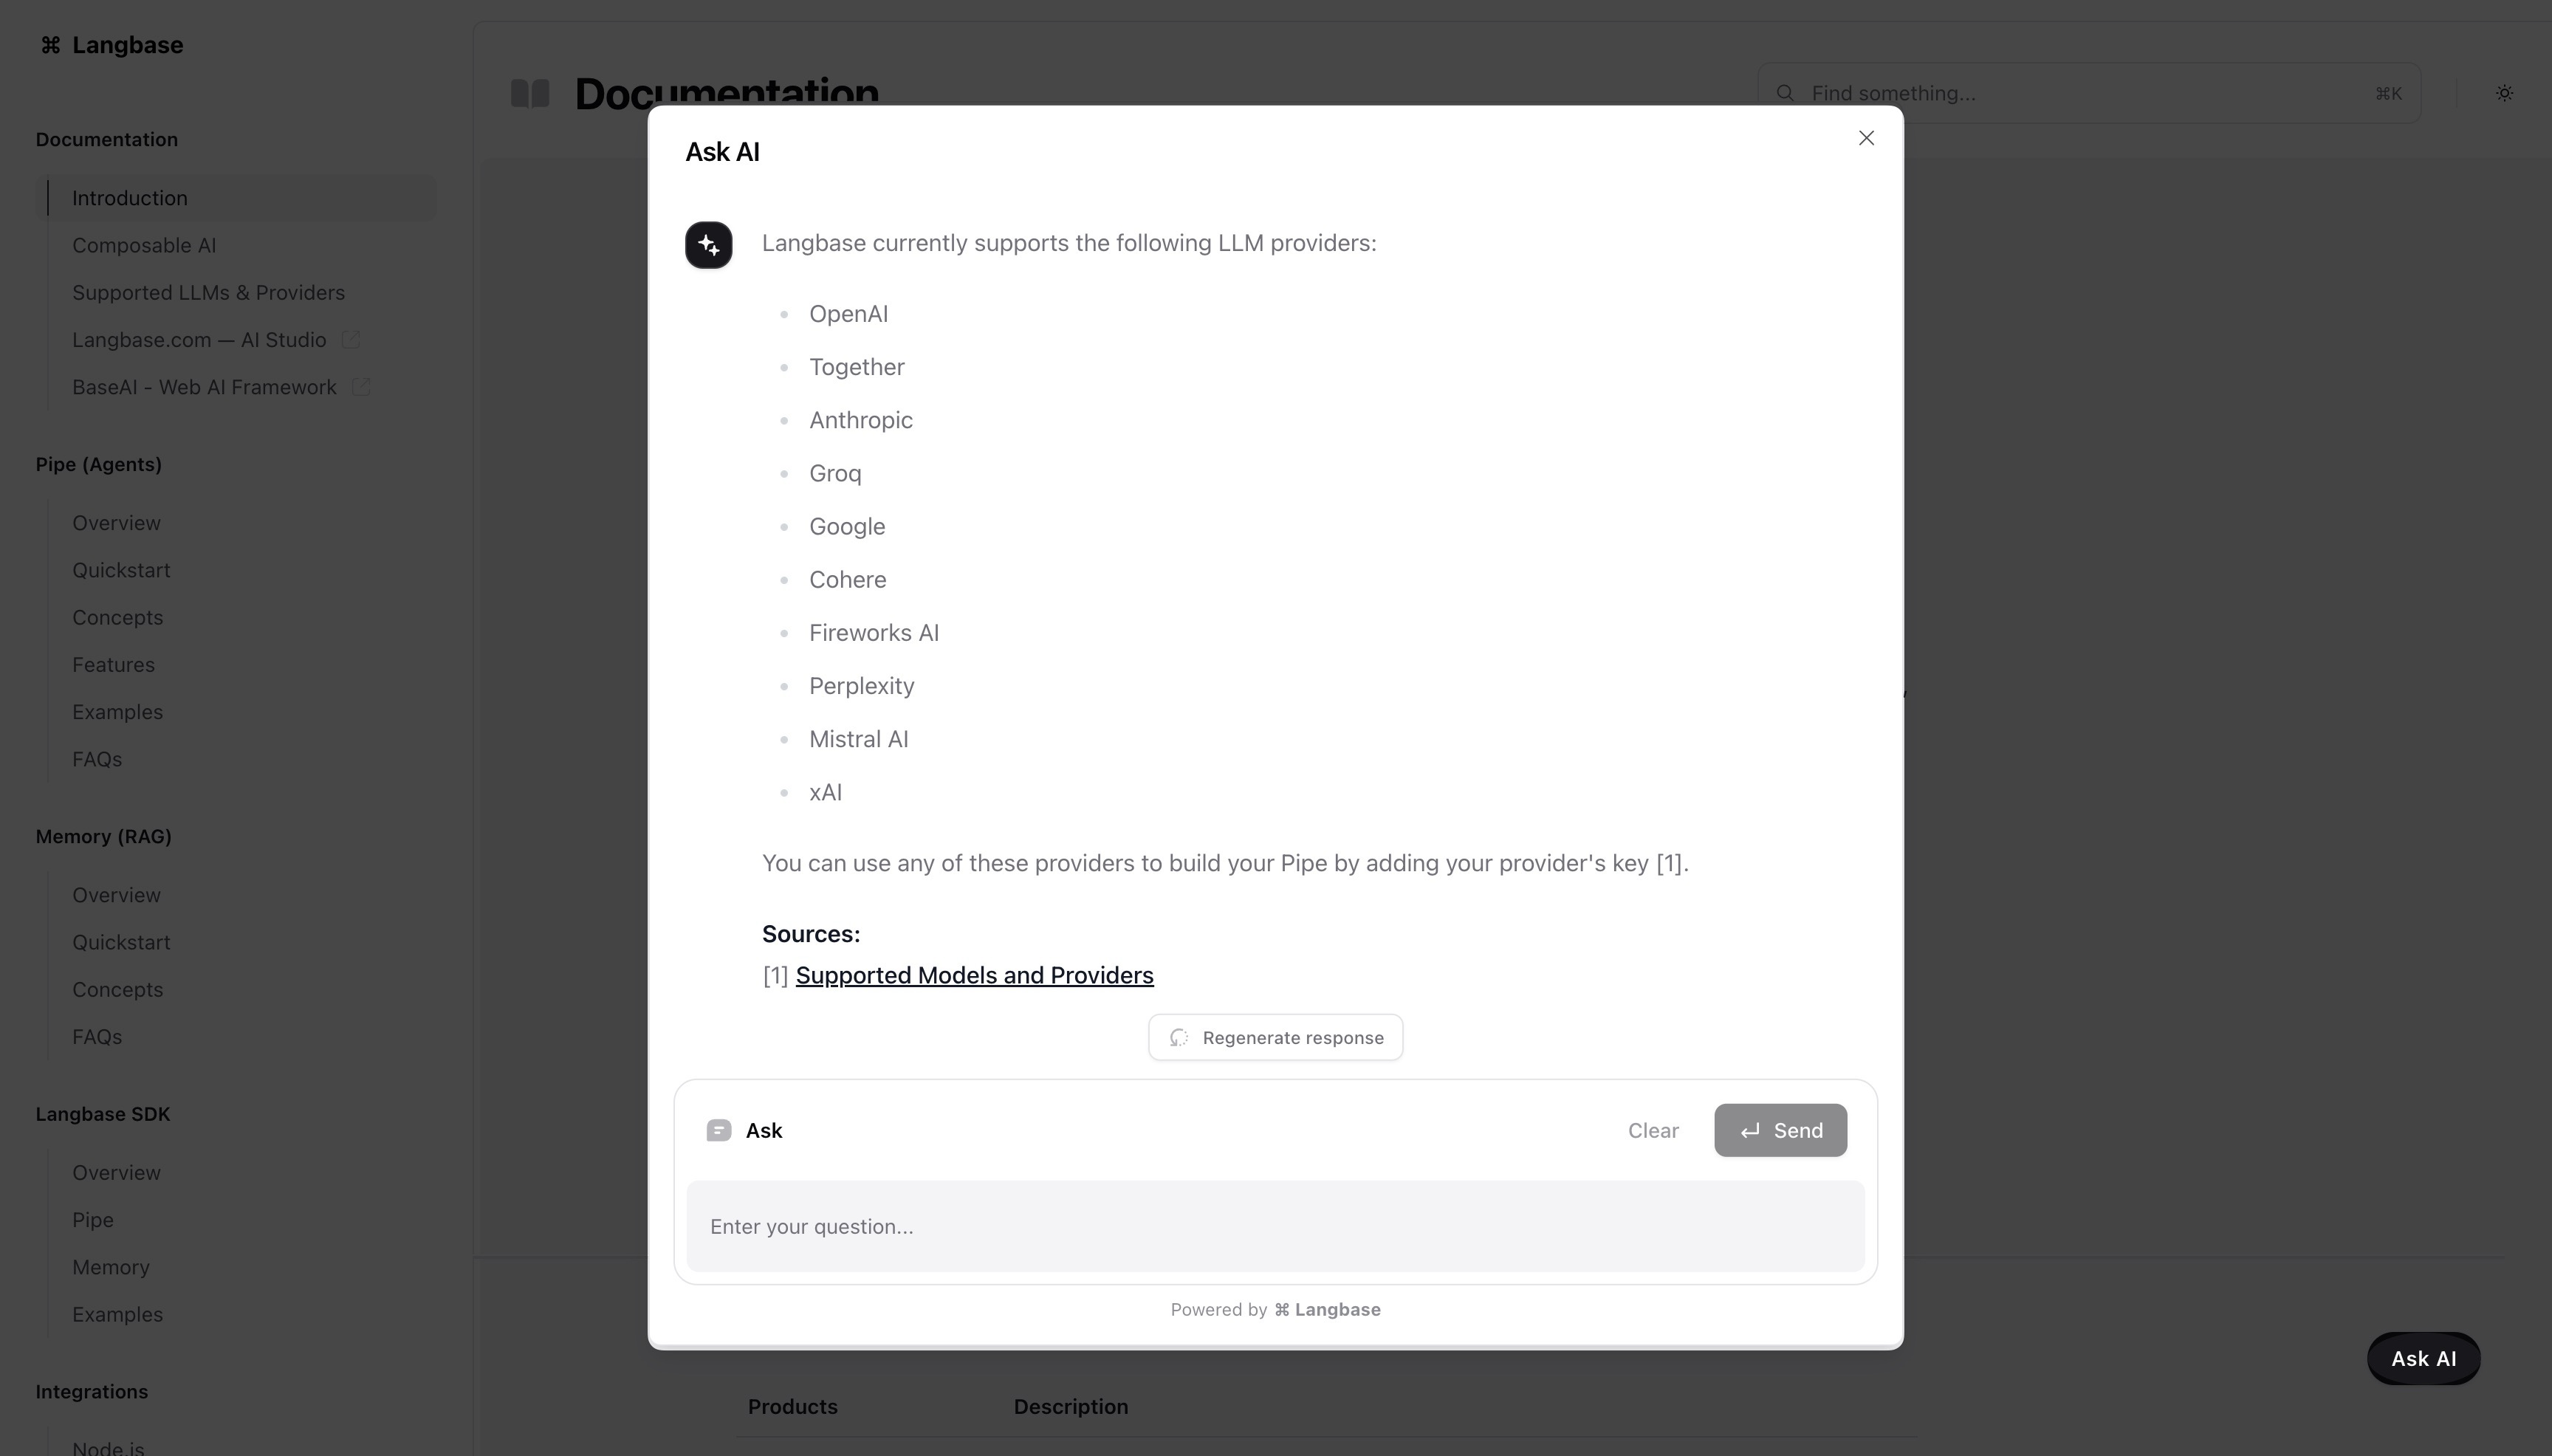 ⌘ Langbase
Documentation
Introduction
Composable AI
Supported LLMs & Providers
Langbase.com — AI Studio
BaseAI - Web AI Framework
Pipe (Agents)
Overview
Quickstart
Concepts
Features
Examples
FAQs
Memory (RAG)
Overview
Quickstart
Concepts
FAQs
Langbase SDK
Overview
Pipe
Memory
Examples
Integrations
Node.js
Documentation
Find something...
⌘K
Ask AI
Langbase currently supports the following LLM providers:
• OpenAI
• Together
• Anthropic
• Groq
• Google
• Cohere
• Fireworks AI
• Perplexity
• Mistral AI
• xAI
You can use any of these providers to build your Pipe by adding your provider's key [1].
Sources:
[1] Supported Models and Providers
Regenerate response
Ask
Clear
Send
Enter your question...
Powered by ⌘ Langbase
Products
Description
Ask AI